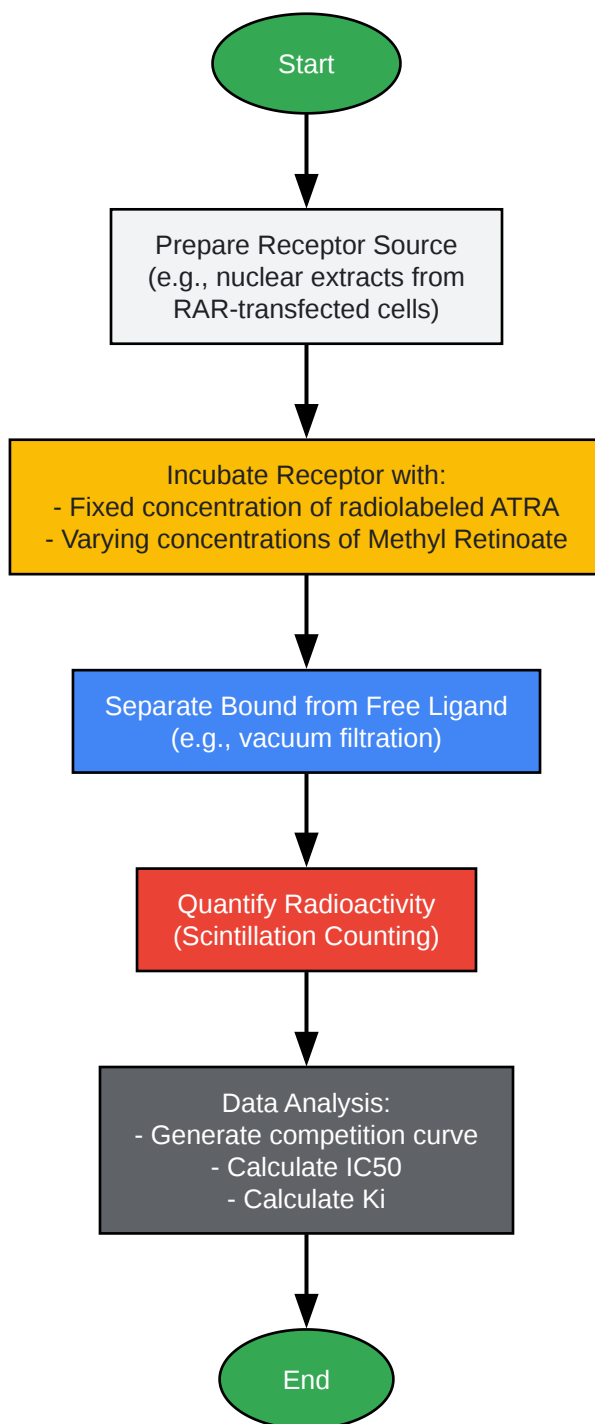 Start
Prepare Receptor Source
(e.g., nuclear extracts from
RAR-transfected cells)
Incubate Receptor with:
- Fixed concentration of radiolabeled ATRA
- Varying concentrations of Methyl Retinoate
Separate Bound from Free Ligand
(e.g., vacuum filtration)
Quantify Radioactivity
(Scintillation Counting)
Data Analysis:
- Generate competition curve
- Calculate IC50
- Calculate Ki
End